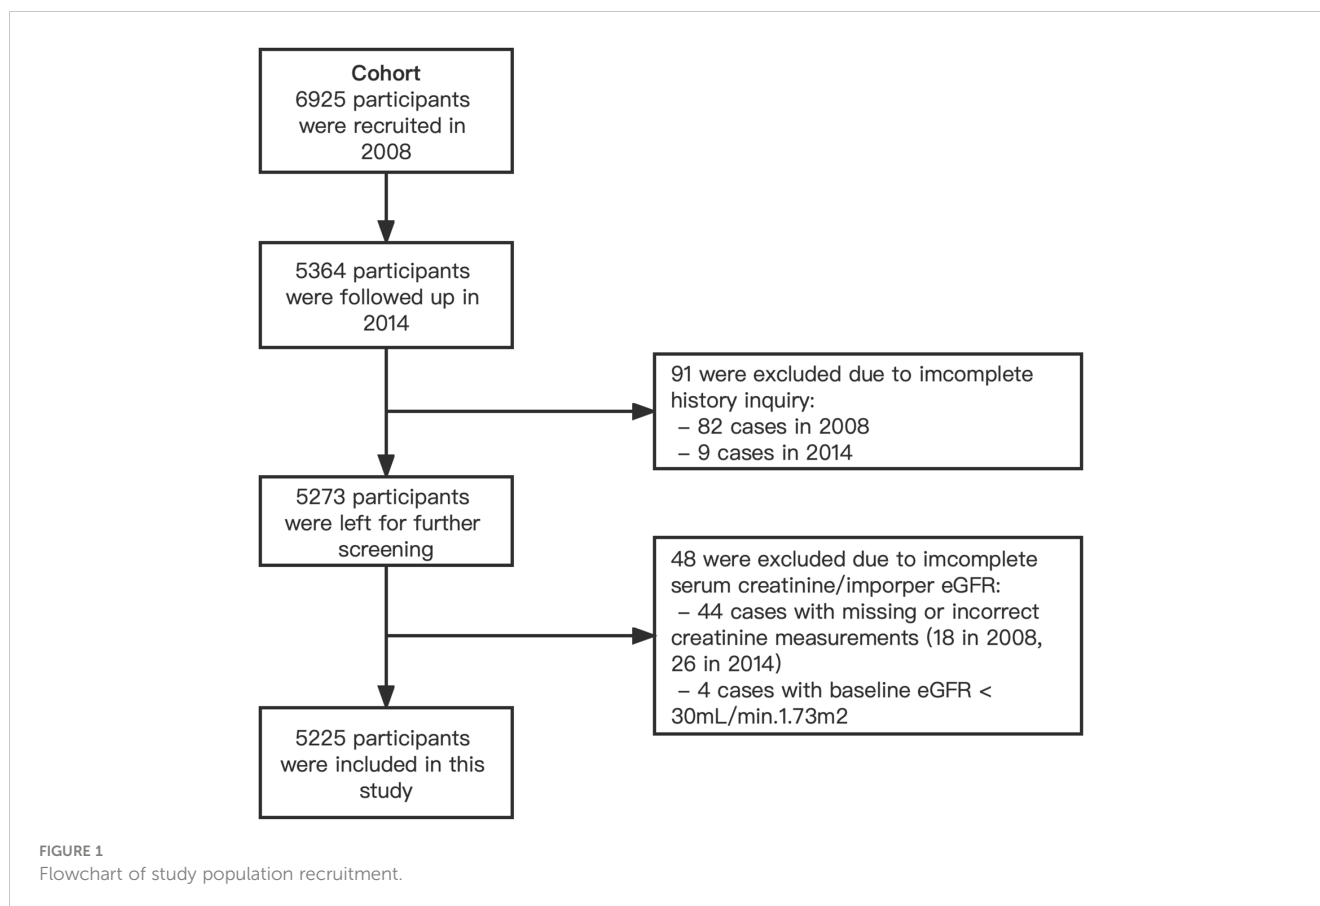 Cohort
6925 participants
were recruited in
2008
5364 participants
were followed up in
2014
91 were excluded due to imcomplete
history inquiry:
– 82 cases in 2008
– 9 cases in 2014
5273 participants
were left for further
screening
48 were excluded due to imcomplete
serum creatinine/imporper eGFR:
– 44 cases with missing or incorrect
creatinine measurements (18 in 2008,
26 in 2014)
– 4 cases with baseline eGFR <
30mL/min.1.73m2
5225 participants
were included in this
study
FIGURE 1
Flowchart of study population recruitment.